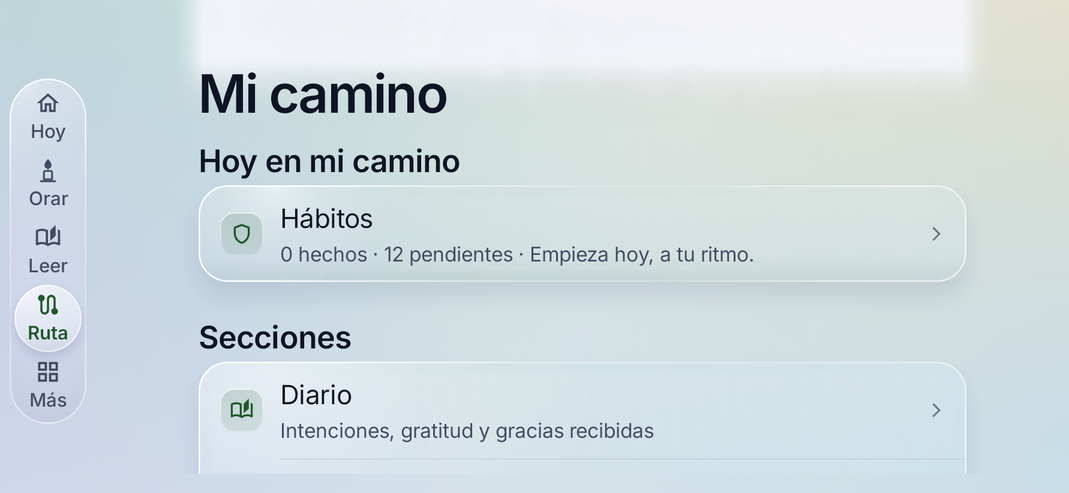 Mi camino
Hoy en mi camino
Hábitos
0 hechos · 12 pendientes · Empieza hoy, a tu ritmo.
Secciones
Diario
Intenciones, gratitud y gracias recibidas
Hoy
Orar
Leer
Ruta
Más